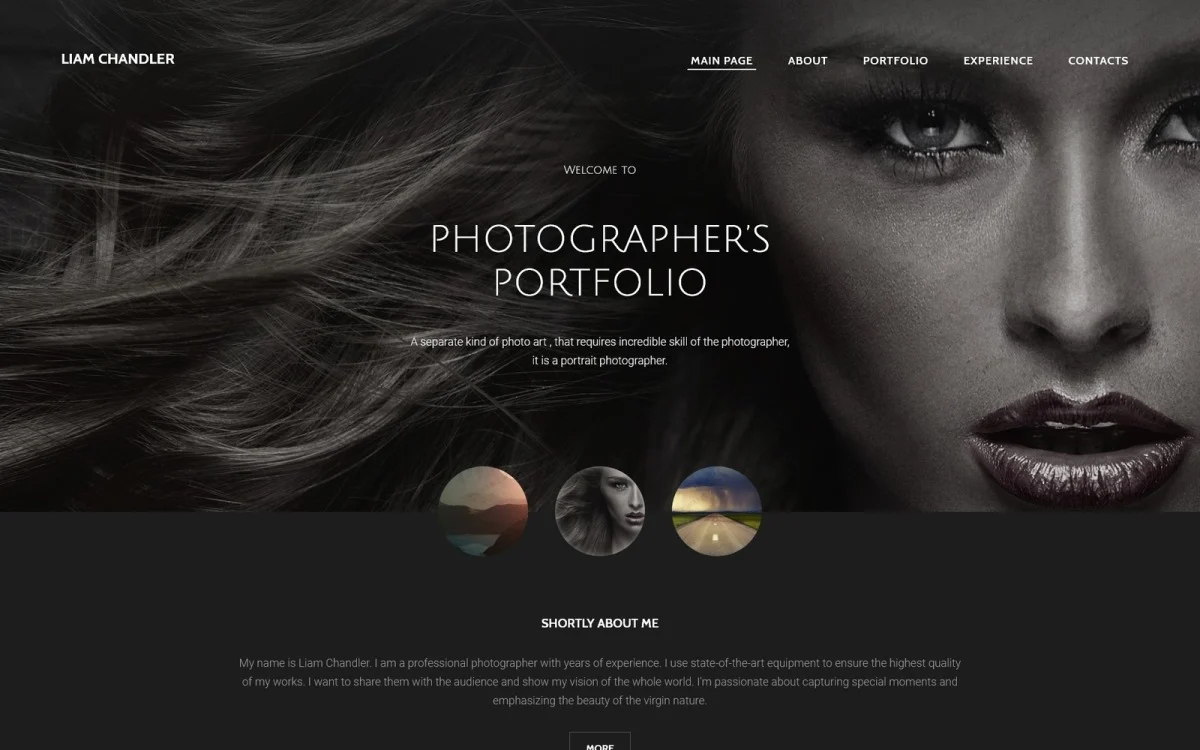 LIAM CHANDLER
MAIN PAGE
ABOUT
PORTFOLIO
EXPERIENCE
CONTACTS
WELCOME TO
PHOTOGRAPHER'S
PORTFOLIO
A separate kind of photo art , that requires incredible skill of the photographer,
it is a portrait photographer.
SHORTLY ABOUT ME
My name is Liam Chandler. I am a professional photographer with years of experience. I use state-of-the-art equipment to ensure the highest quality
of my works. I want to share them with the audience and show my vision of the whole world. I'm passionate about capturing special moments and
emphasizing the beauty of the virgin nature.
MORE